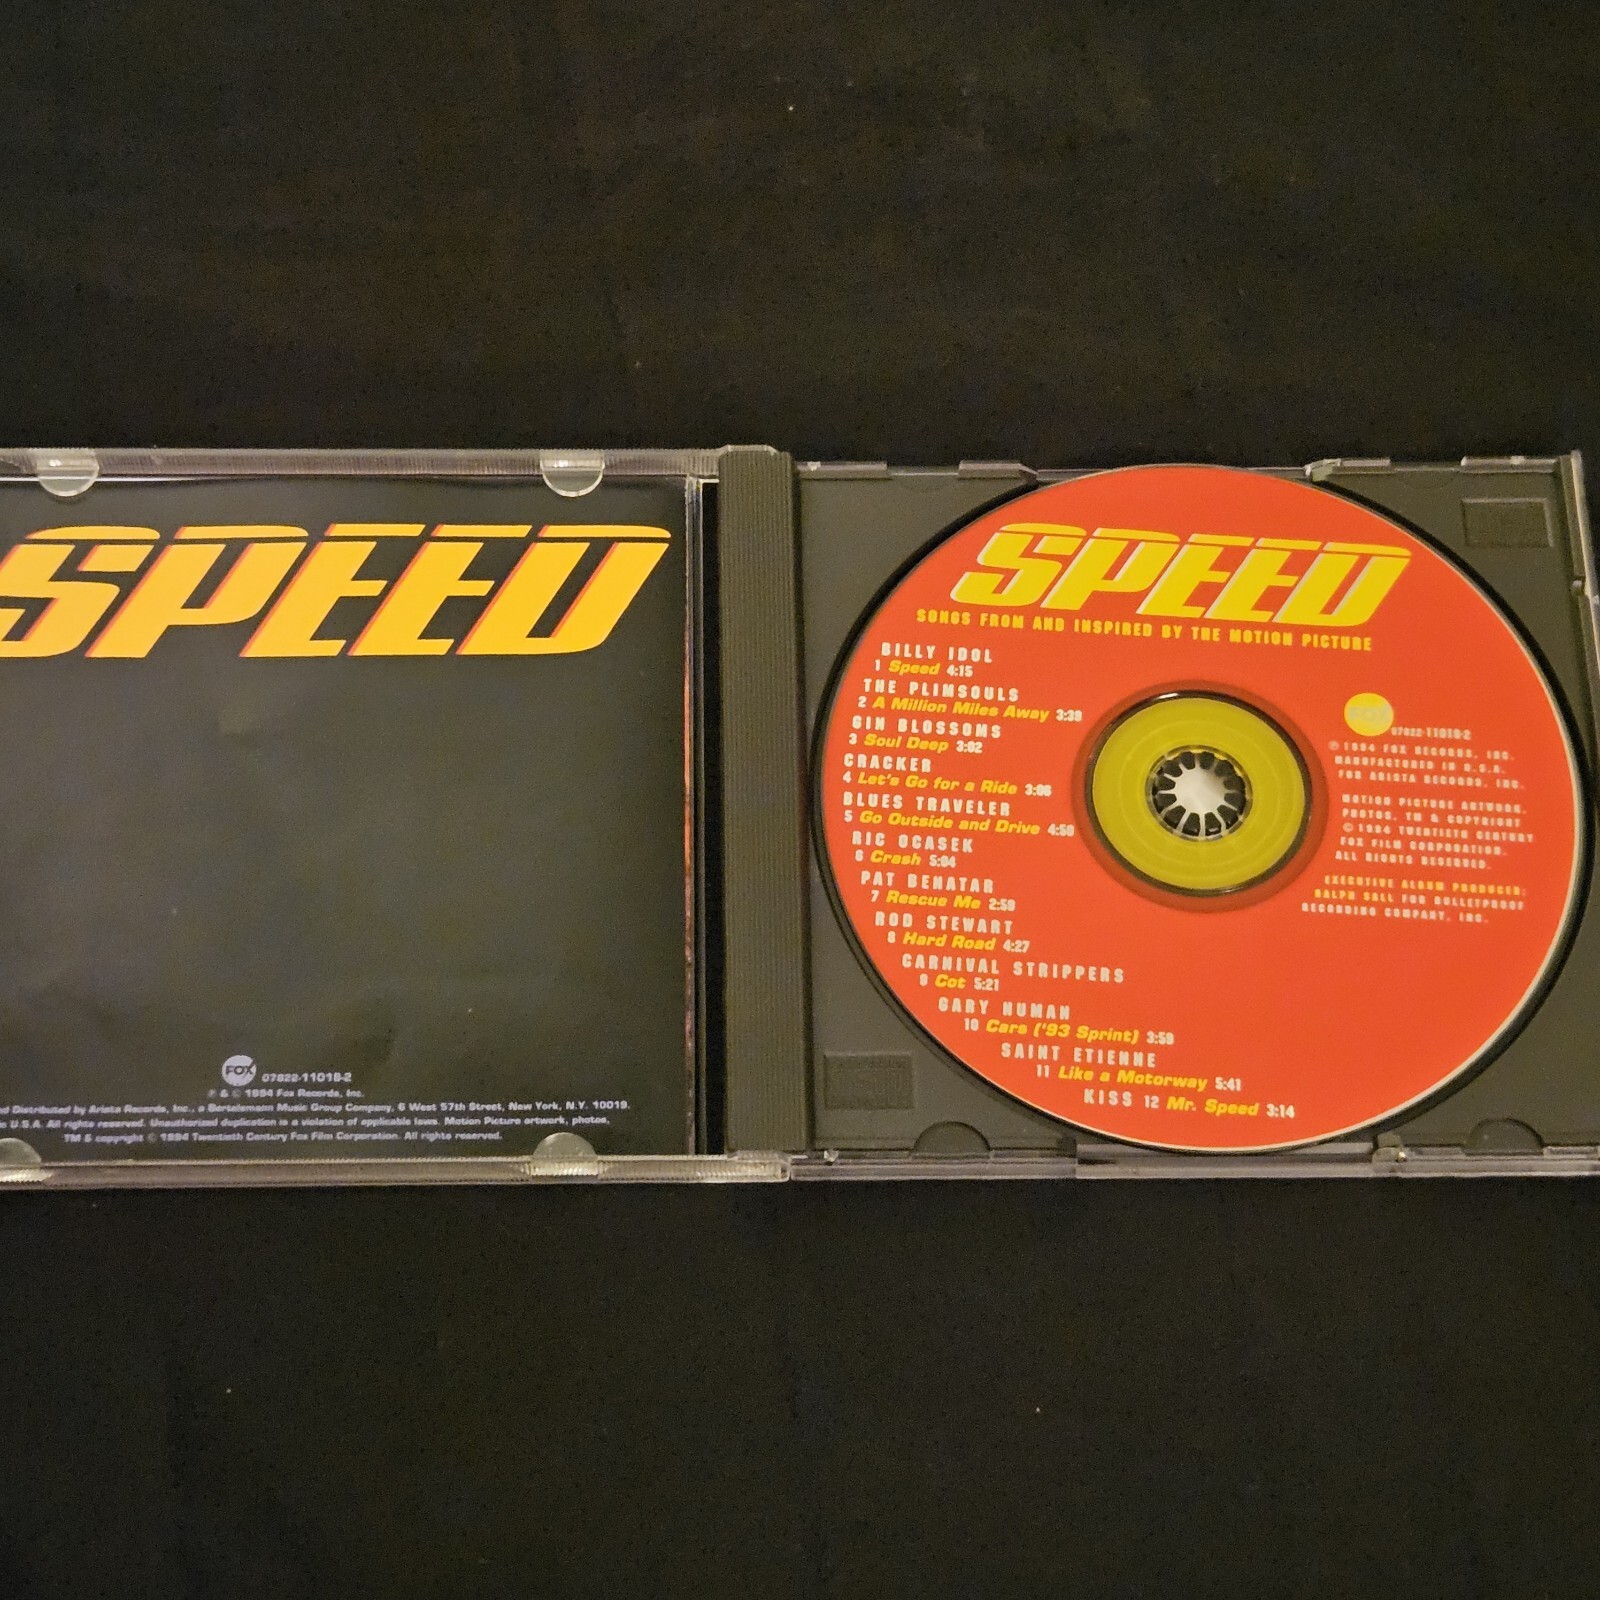 SPEED
FOX 07822-11018-2
℗ & © 1994 Fox Records, Inc.
Distributed by Arista Records, Inc., a Bertelsmann Music Group Company, 6 West 57th Street, New York, N.Y. 10019.
U.S.A. All rights reserved. Unauthorized duplication is a violation of applicable laws. Motion Picture artwork, photos,
TM & copyright © 1994 Twentieth Century Fox Film Corporation. All rights reserved.
SPEED
SONGS FROM AND INSPIRED BY THE MOTION PICTURE
BILLY IDOL
1 Speed 4:15
THE PLIMSOULS
2 A Million Miles Away 3:39
GIN BLOSSOMS
3 Soul Deep 3:02
CRACKER
4 Let's Go for a Ride 3:06
BLUES TRAVELER
5 Go Outside and Drive 4:50
RIC OCASEK
6 Crash 5:04
PAT BENATAR
7 Rescue Me 2:59
ROD STEWART
8 Hard Road 4:27
CARNIVAL STRIPPERS
9 Cot 5:21
GARY NUMAN
10 Cars ('93 Sprint) 3:59
SAINT ETIENNE
11 Like a Motorway 5:41
KISS 12 Mr. Speed 3:14
FOX
07822-11018-2
℗ 1994 FOX RECORDS, INC.
MANUFACTURED IN U.S.A.
FOR ARISTA RECORDS, INC.
MOTION PICTURE ARTWORK,
PHOTOS, TM & COPYRIGHT
© 1994 TWENTIETH CENTURY
FOX FILM CORPORATION.
ALL RIGHTS RESERVED.
EXECUTIVE ALBUM PRODUCER:
RALPH SALL FOR BULLETPROOF
RECORDING COMPANY, INC.